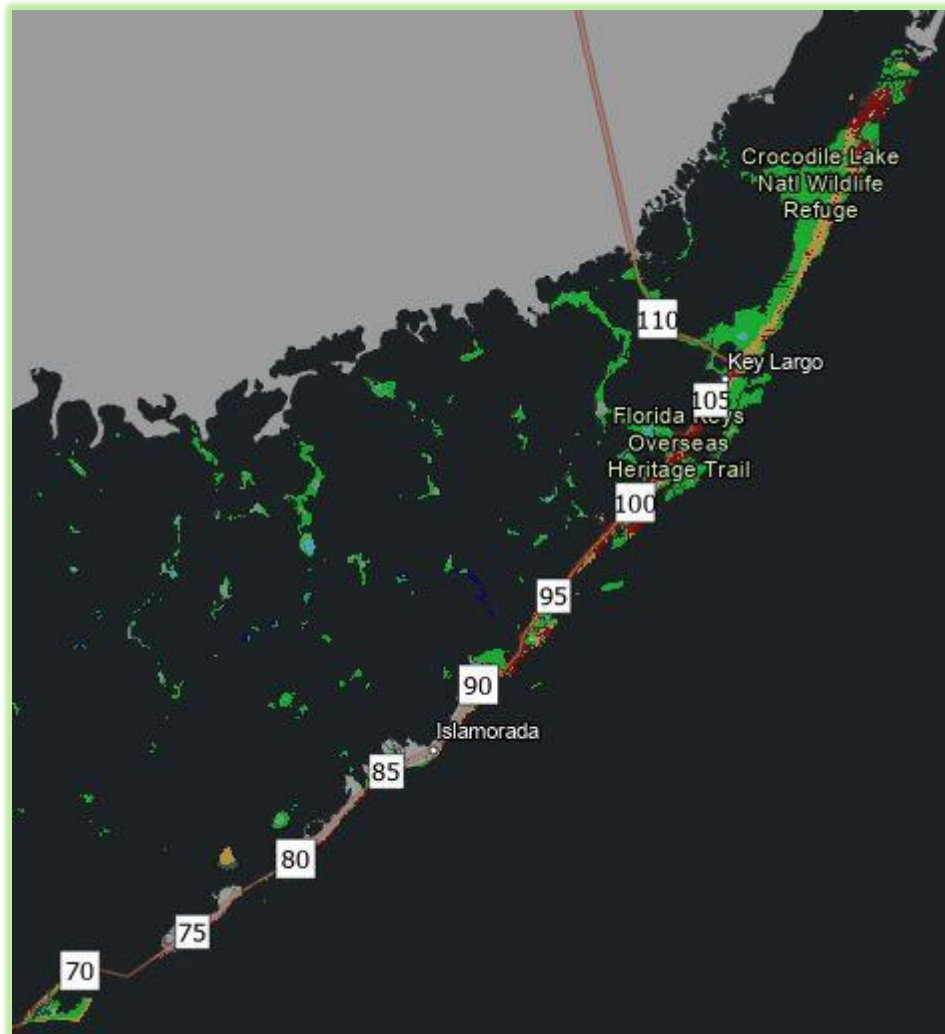 Crocodile Lake
Natl Wildlife
Refuge
110
Key Largo
105
Florida Keys
Overseas
Heritage Trail
100
95
90
Islamorada
85
80
75
70